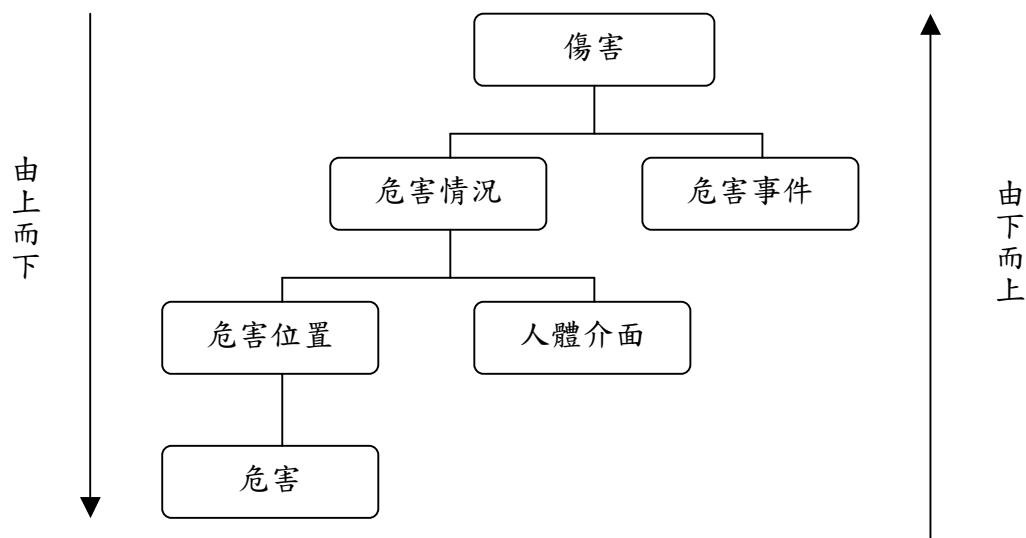 傷害
危害情況
危害事件
由上而下
由下而上
危害位置
人體介面
危害